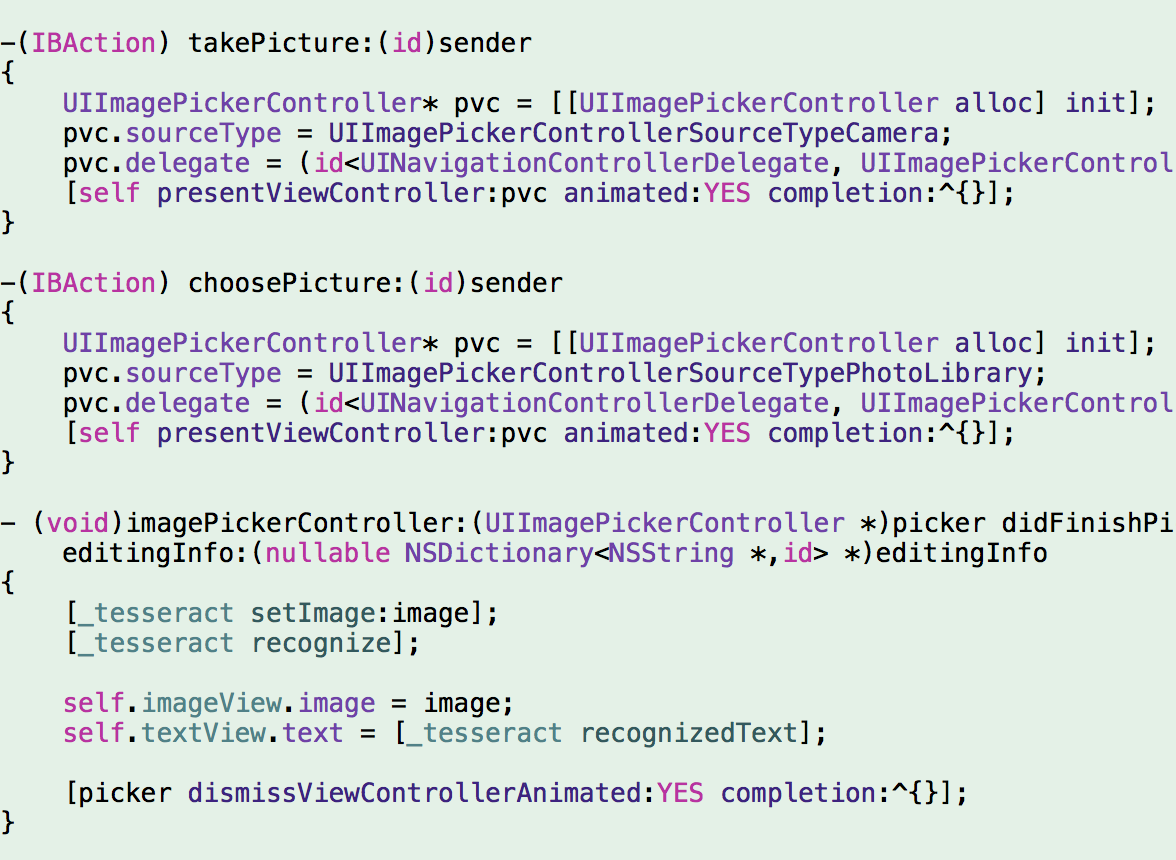 -(IBAction) takePicture:(id)sender
{
    UIImagePickerController* pvc = [[UIImagePickerController alloc] init];
    pvc.sourceType = UIImagePickerControllerSourceTypeCamera;
    pvc.delegate = (id<UINavigationControllerDelegate, UIImagePickerControl
    [self presentViewController:pvc animated:YES completion:^{}];
}

-(IBAction) choosePicture:(id)sender
{
    UIImagePickerController* pvc = [[UIImagePickerController alloc] init];
    pvc.sourceType = UIImagePickerControllerSourceTypePhotoLibrary;
    pvc.delegate = (id<UINavigationControllerDelegate, UIImagePickerControl
    [self presentViewController:pvc animated:YES completion:^{}];
}

- (void)imagePickerController:(UIImagePickerController *)picker didFinishPi
    editingInfo:(nullable NSDictionary<NSString *,id> *)editingInfo
{
    [_tesseract setImage:image];
    [_tesseract recognize];

    self.imageView.image = image;
    self.textView.text = [_tesseract recognizedText];

    [picker dismissViewControllerAnimated:YES completion:^{}];
}